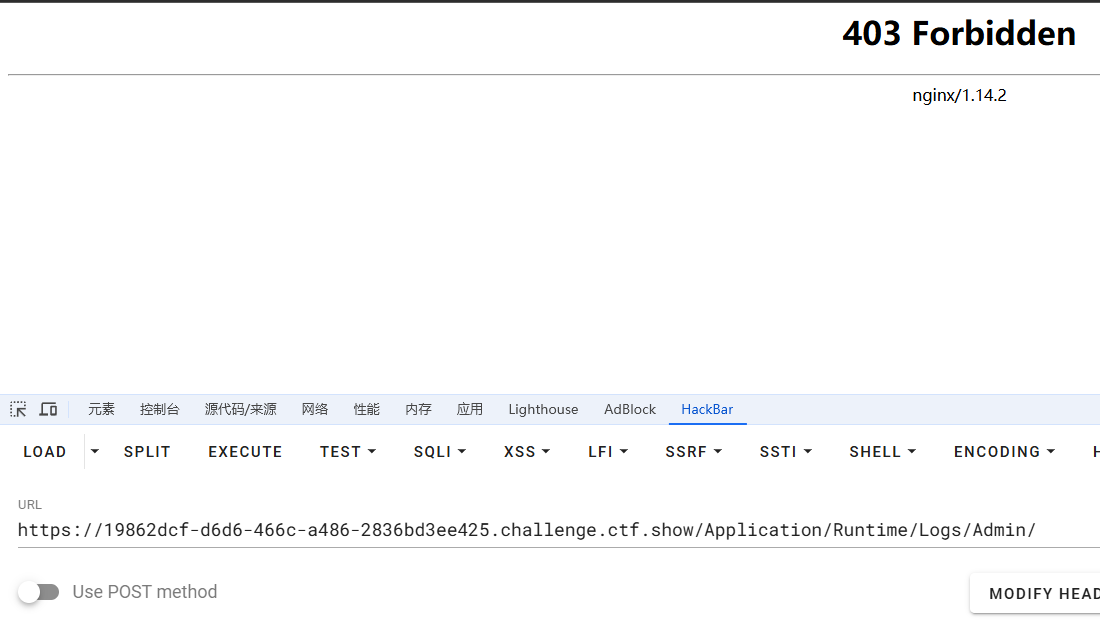 403 Forbidden
nginx/1.14.2
元素 控制台 源代码/来源 网络 性能 内存 应用 Lighthouse AdBlock HackBar
LOAD SPLIT EXECUTE TEST SQLI XSS LFI SSRF SSTI SHELL ENCODING H
URL
https://19862dcf-d6d6-466c-a486-2836bd3ee425.challenge.ctf.show/Application/Runtime/Logs/Admin/
Use POST method
MODIFY HEAD